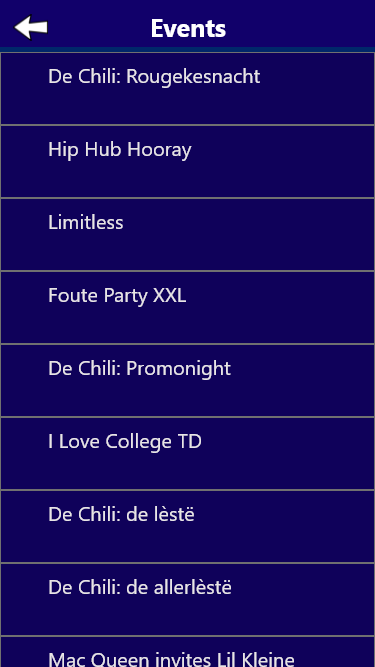 Events
De Chili: Rougekesnacht
Hip Hub Hooray
Limitless
Foute Party XXL
De Chili: Promonight
I Love College TD
De Chili: de lèstë
De Chili: de allerlèstë
Mac Queen invites Lil Kleine